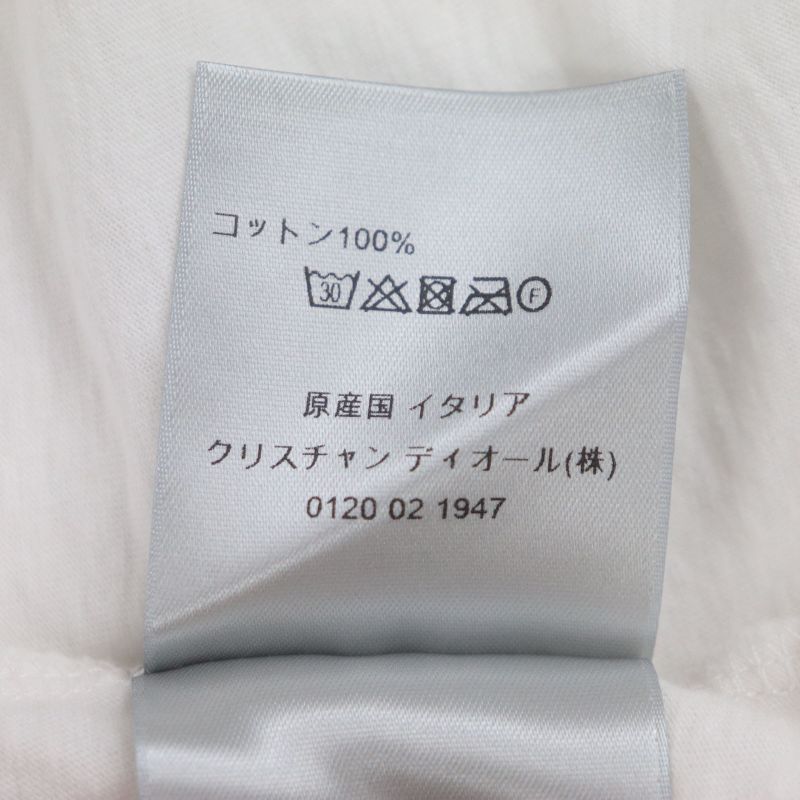 コットン100%
30 F
原産国 イタリア
クリスチャン ディオール(株)
0120 02 1947